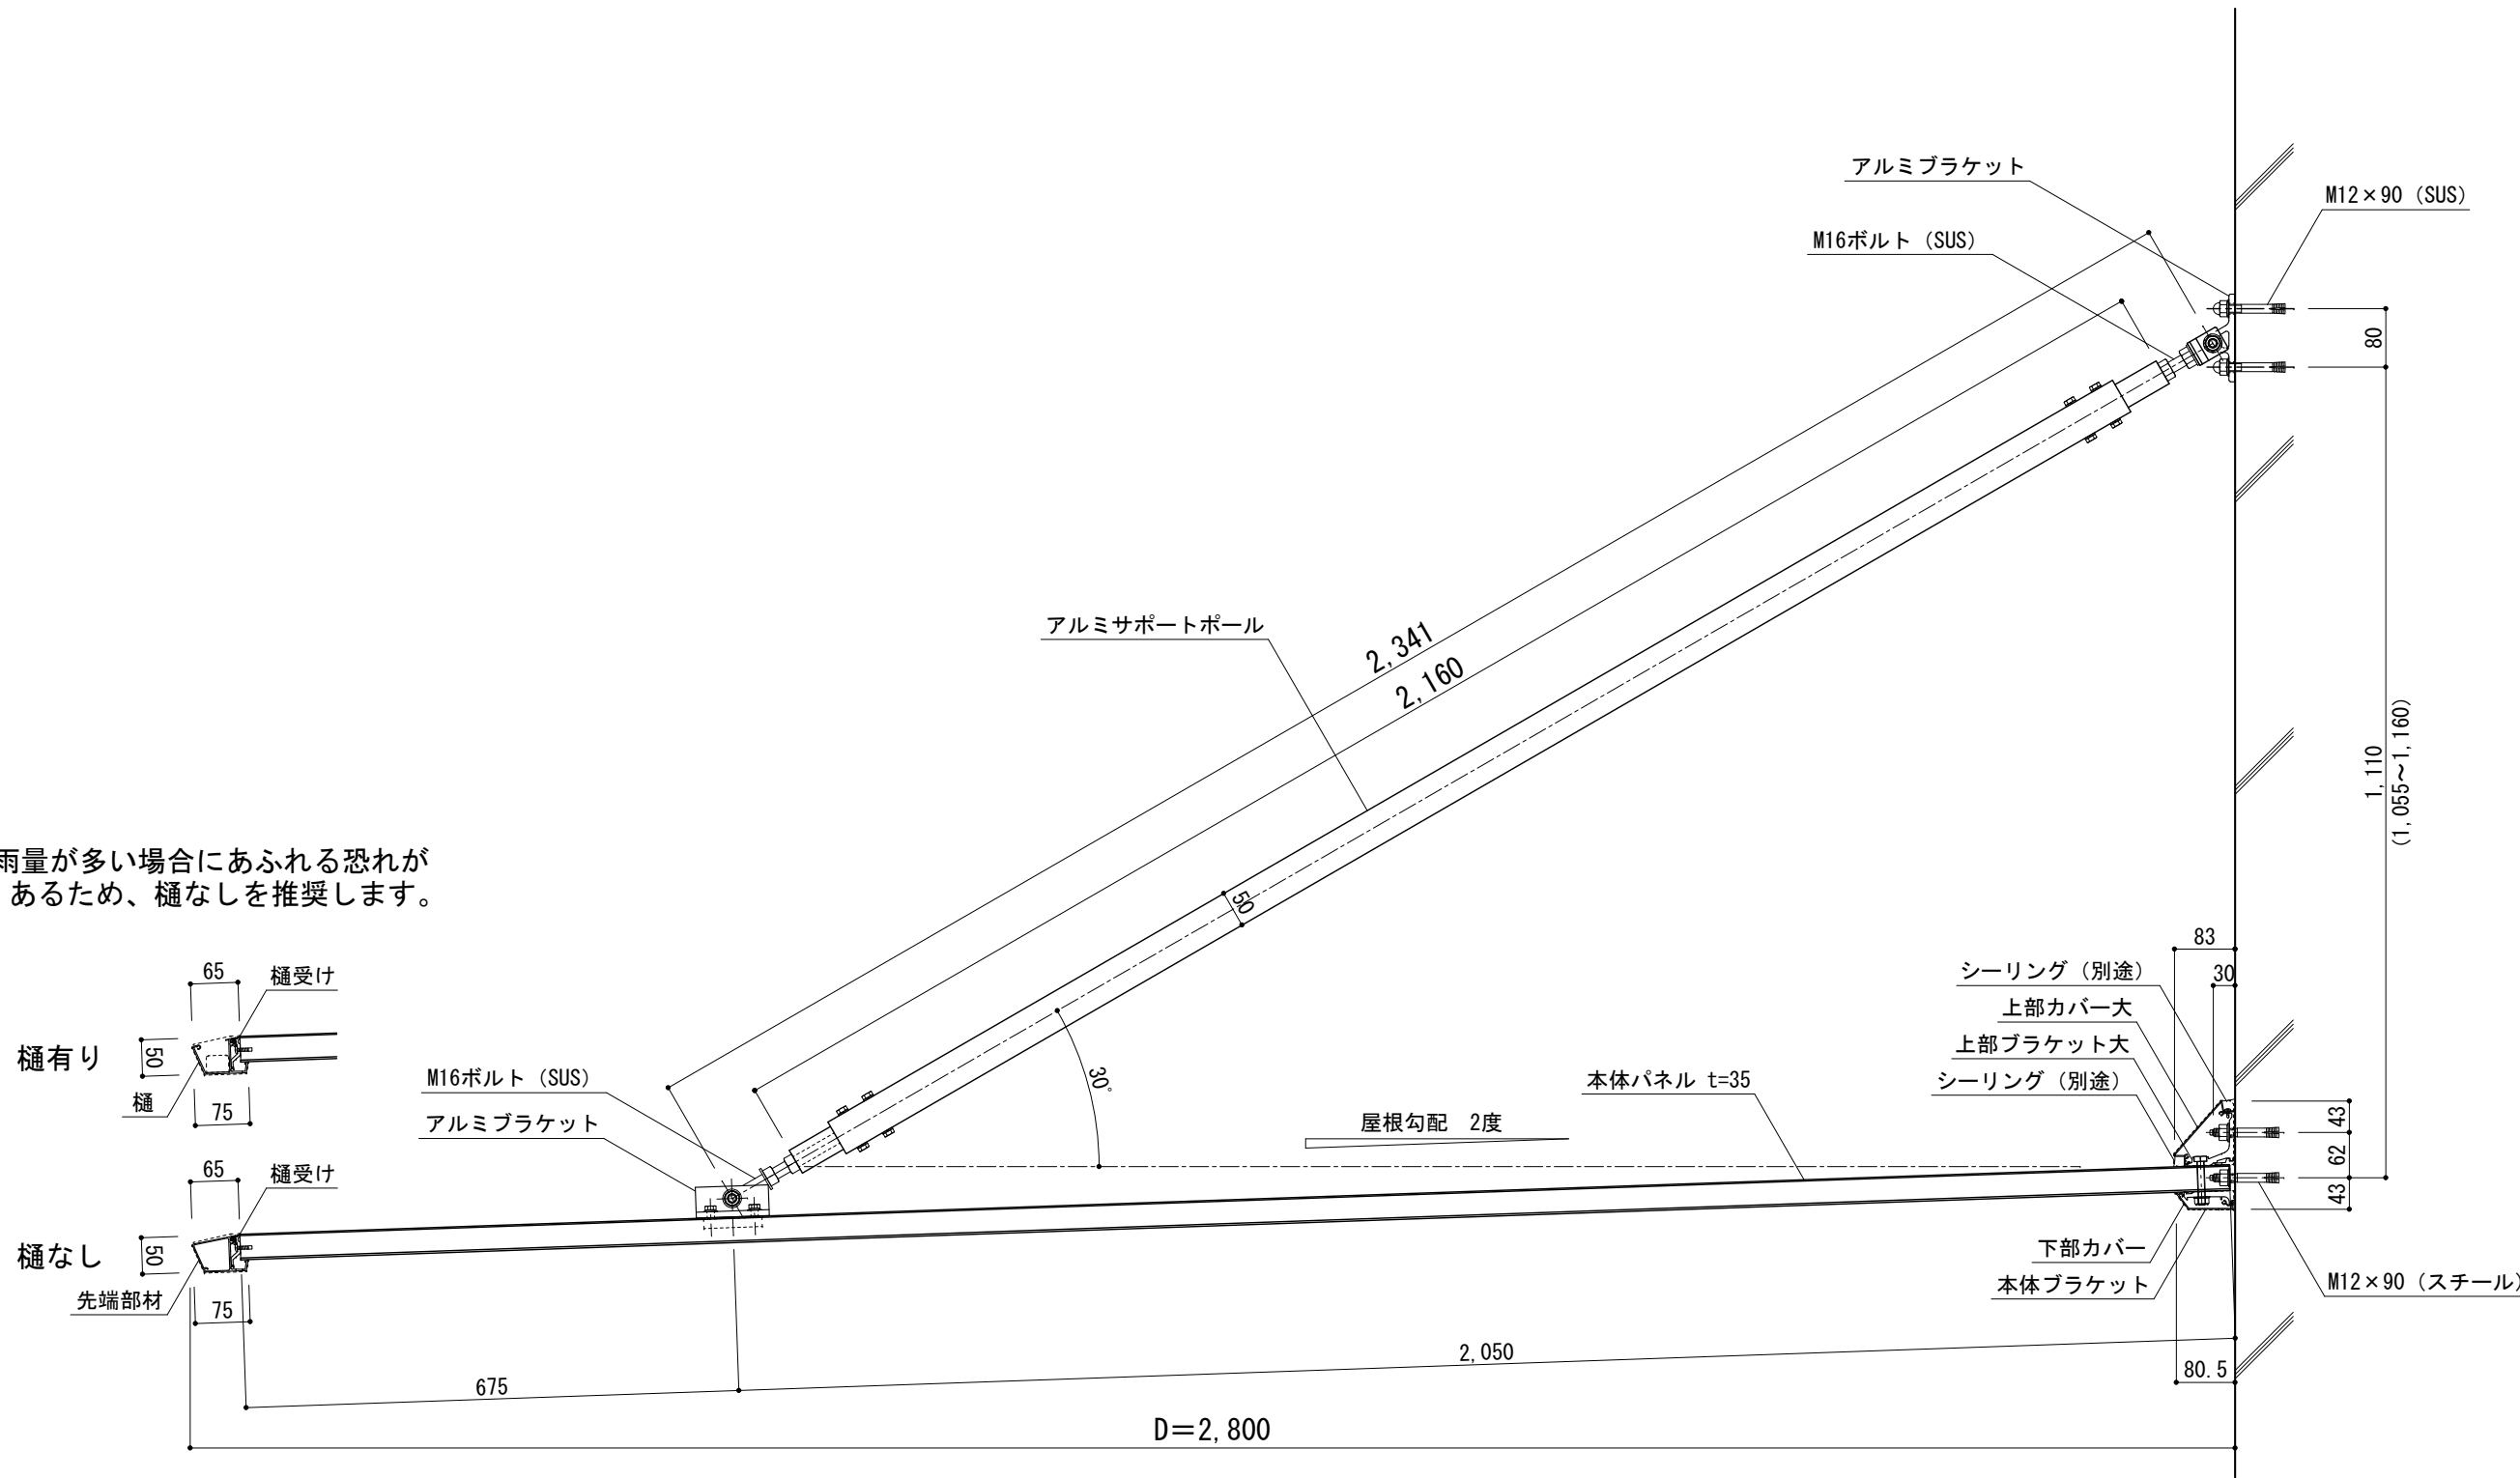 アルミブラケット
M12×90（SUS）
M16ボルト（SUS）
80
アルミサポートポール
2,341
2,160
1,110
(1,055～1,160)
雨量が多い場合にあふれる恐れが
あるため、樋なしを推奨します。
50
83
30
シーリング（別途）
上部カバー大
上部ブラケット大
シーリング（別途）
65
樋受け
樋有り
50
樋
75
M16ボルト（SUS）
アルミブラケット
30°
本体パネル t=35
屋根勾配 2度
43
62
43
65
樋受け
樋なし
50
先端部材
75
下部カバー
本体ブラケット
M12×90（スチール）
675
2,050
80.5
D＝2,800